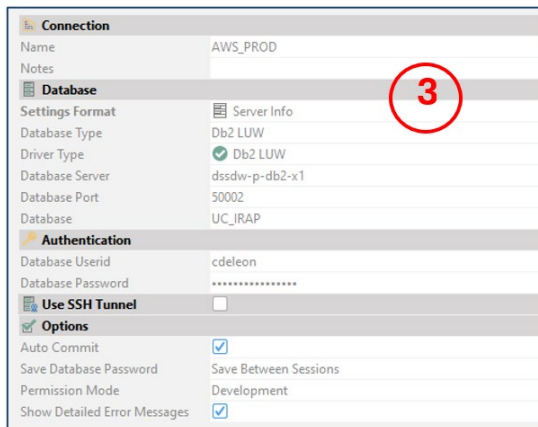 Connection
Name AWS_PROD
Notes
Database
3
Settings Format Server Info
Database Type Db2 LUW
Driver Type Db2 LUW
Database Server dssdw-p-db2-x1
Database Port 50002
Database UC_IRAP
Authentication
Database Userid cdeleon
Database Password ••••••••••••••••
Use SSH Tunnel
Options
Auto Commit
Save Database Password Save Between Sessions
Permission Mode Development
Show Detailed Error Messages